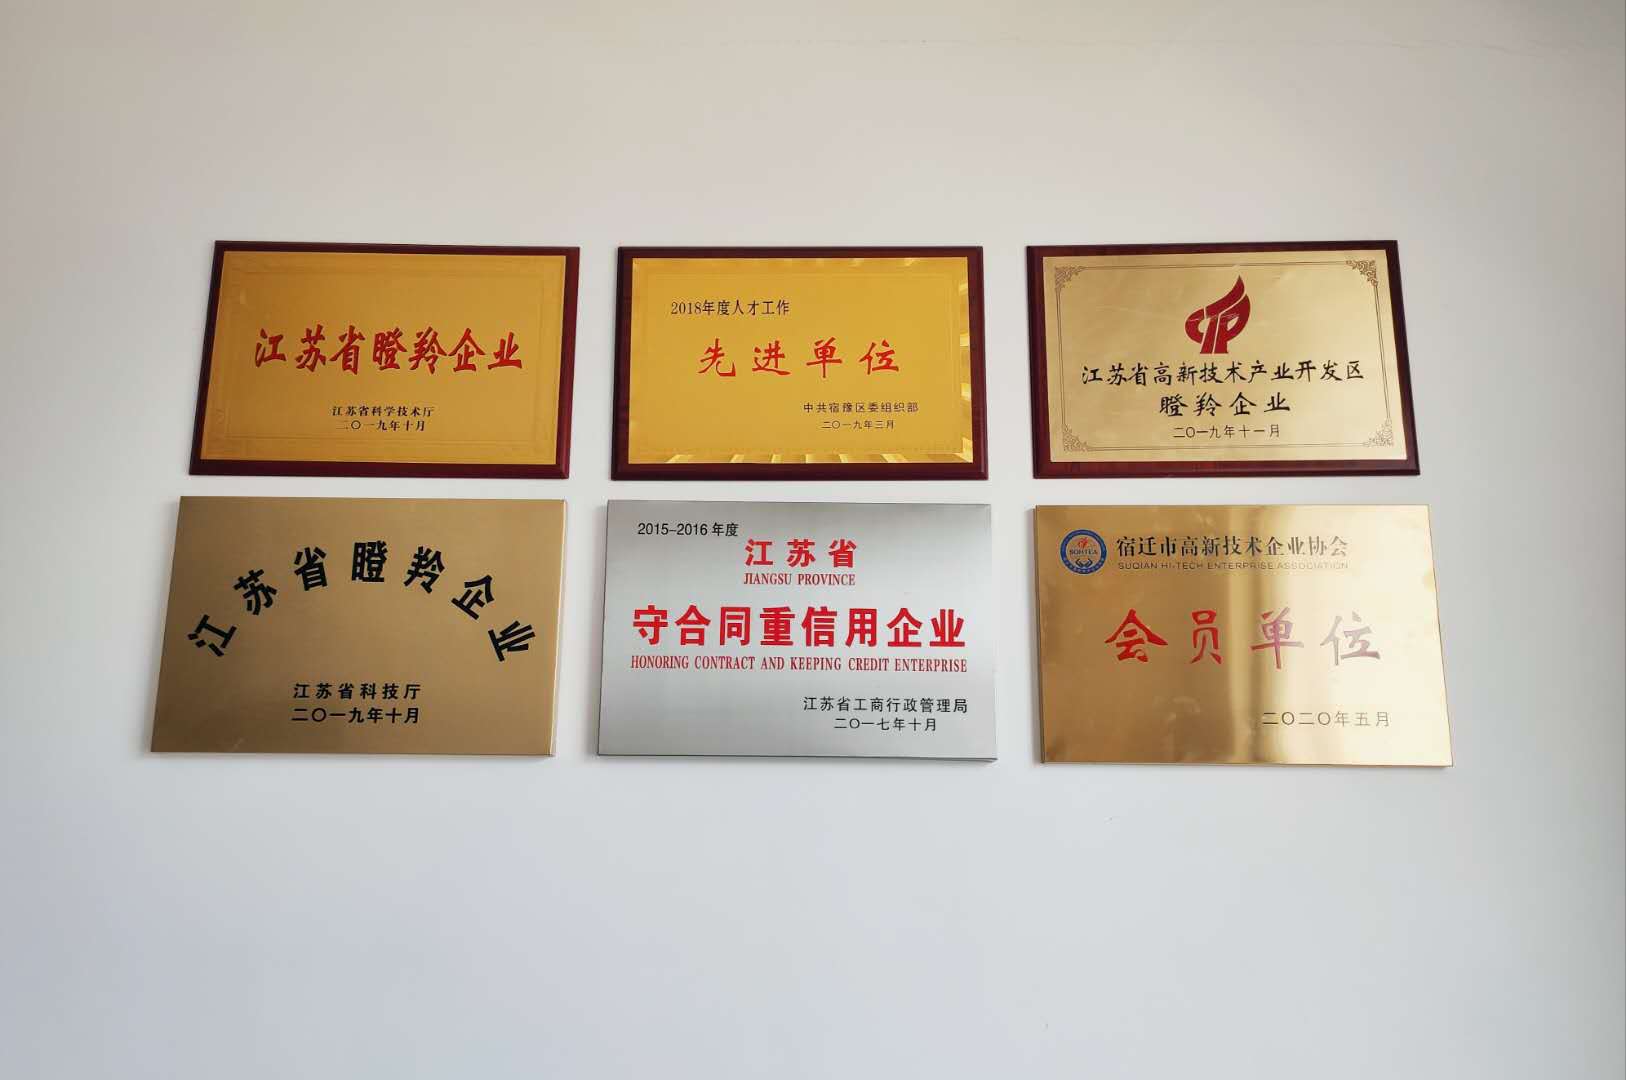 江苏省瞪羚企业
江苏省科学技术厅
二〇一九年十月
2018年度人才工作
先进单位
中共宿豫区委组织部
二〇一九年三月
江苏省高新技术产业开发区
瞪羚企业
二〇一九年十一月
江苏省瞪羚企业
江苏省科技厅
二〇一九年十月
2015-2016 年度
江苏省
JIANGSU PROVINCE
守合同重信用企业
HONORING CONTRACT AND KEEPING CREDIT ENTERPRISE
江苏省工商行政管理局
二〇一七年十月
SQHTEA
宿迁市高新技术企业协会
SUQIAN HI-TECH ENTERPRISE ASSOCIATION
会员单位
二〇二〇年五月